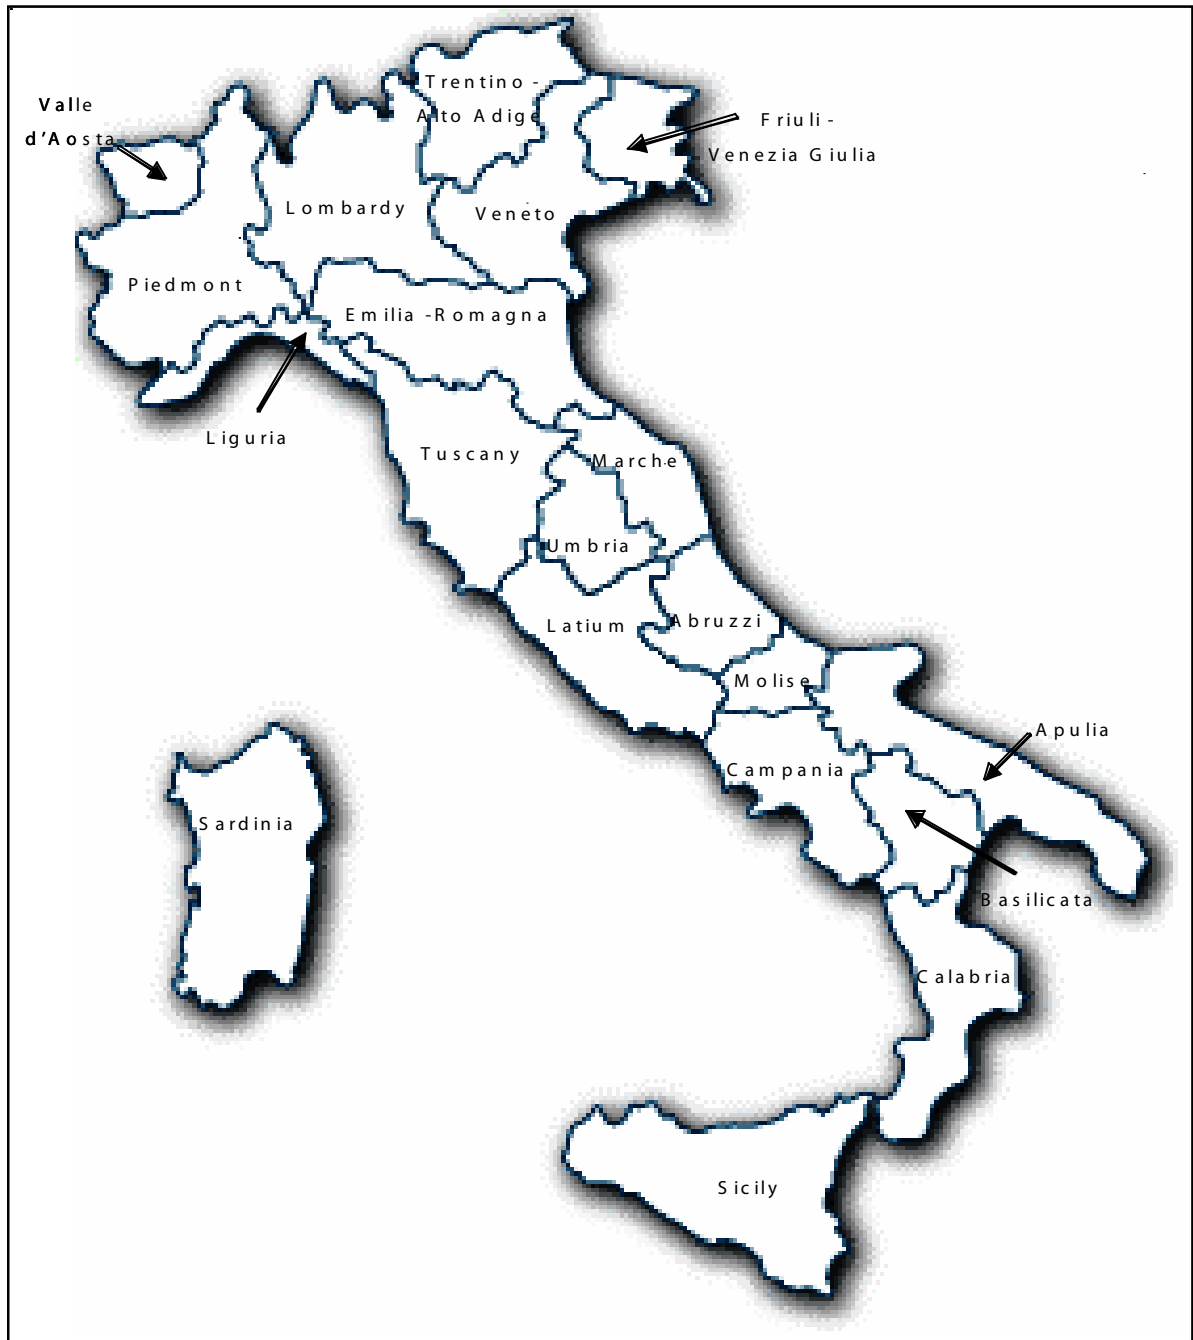 Trentino -
Alto Adige
Valle
d'Aosta
Friuli -
Venezia Giulia
Lombardy
Veneto
Piedmont
Emilia -Romagna
Liguria
Tuscany
Marche
Umbria
Latium
Abruzzi
Molise
Apulia
Campania
Sardinia
Basilicata
Calabria
Sicily